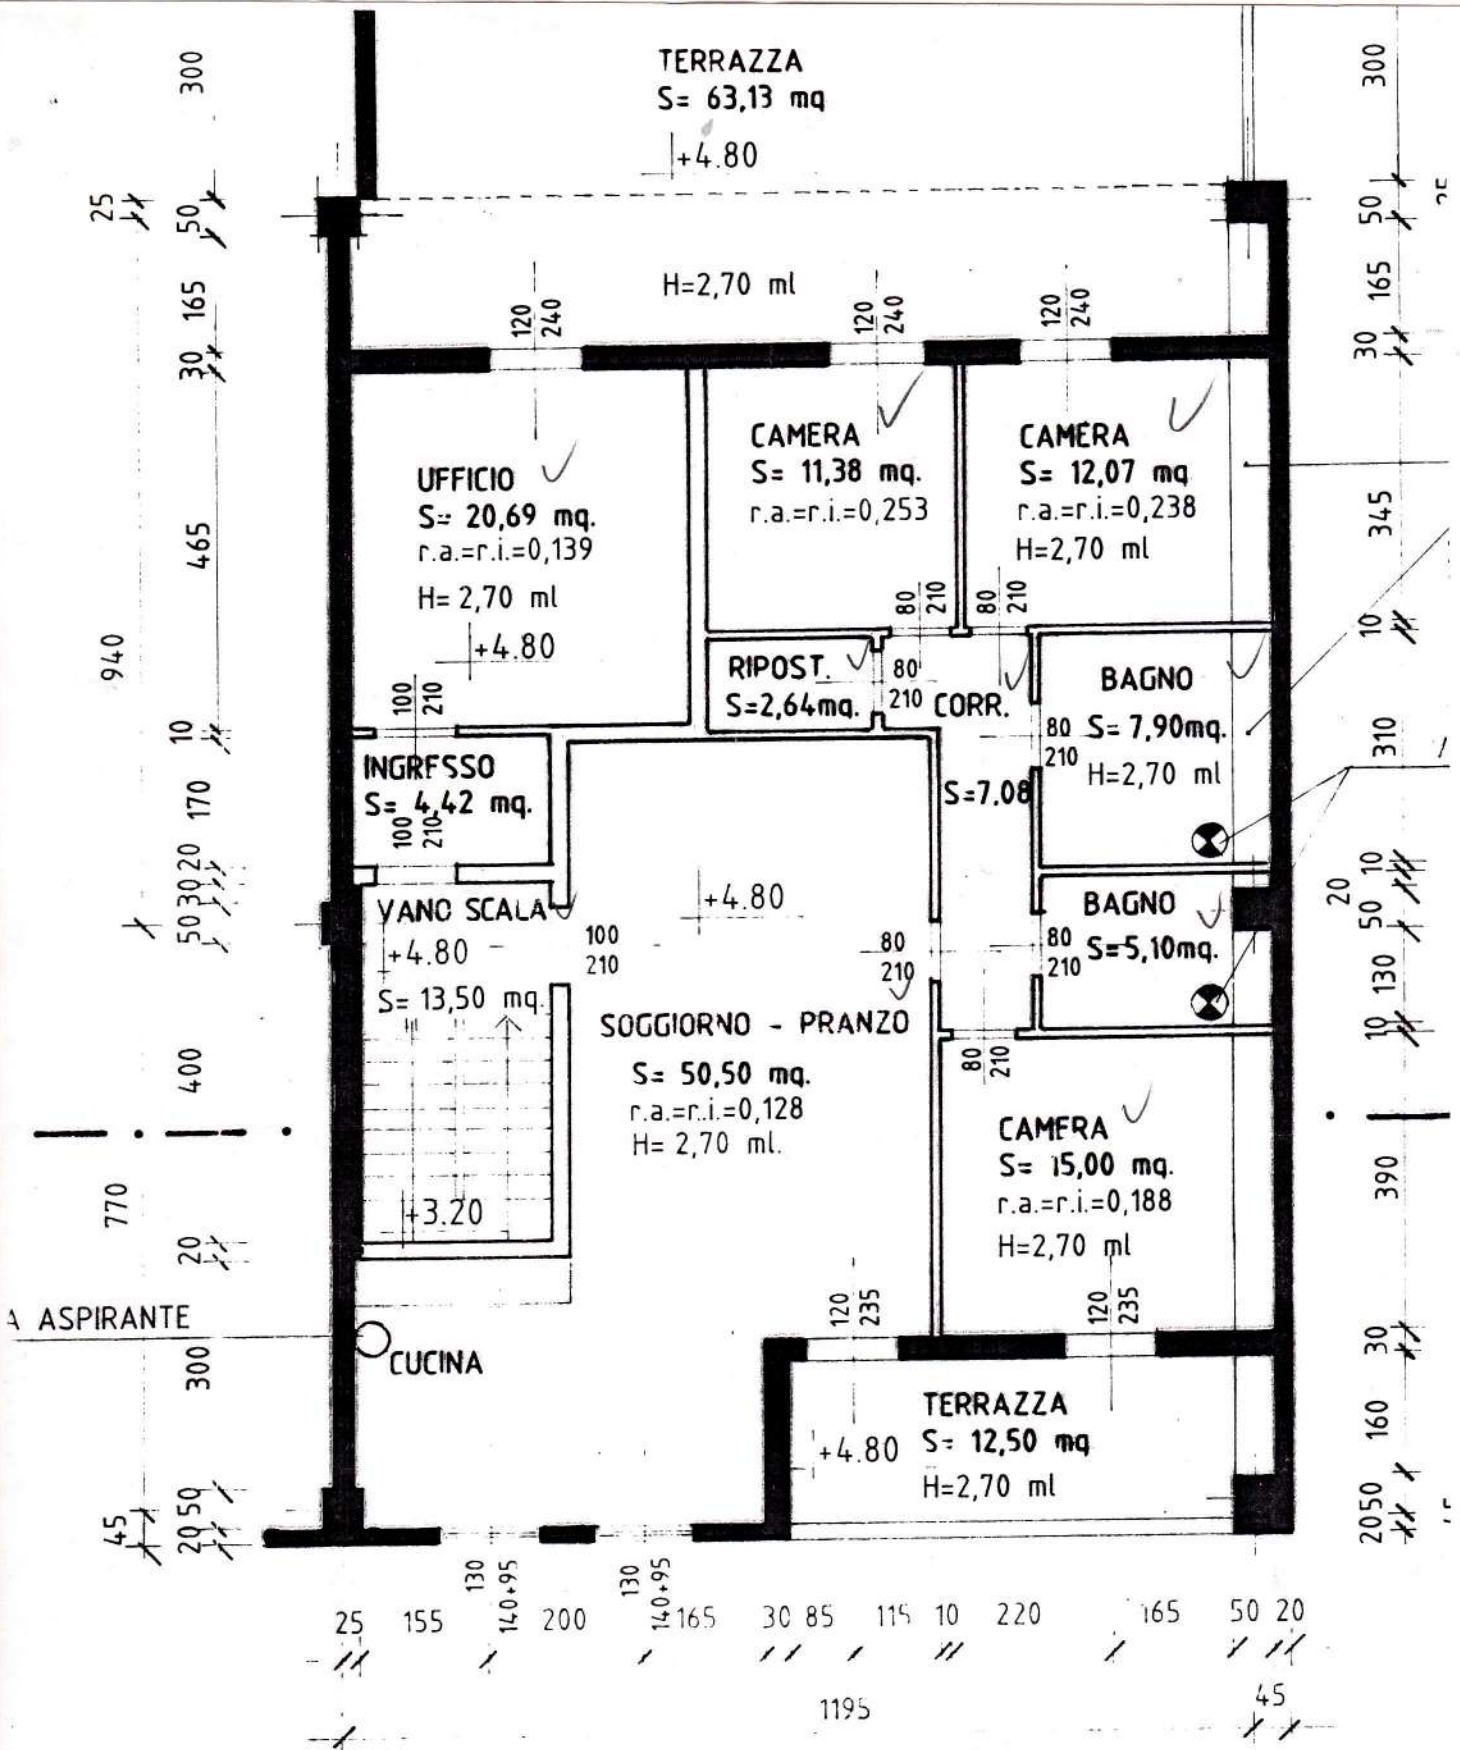 TERRAZZA
S= 63,13 mq
+4.80
300
300
25
50
50
165
H=2,70 ml
165
120
240
120
240
120
240
30
30
UFFICIO
S= 20,69 mq.
r.a.=r.i.=0,139
H= 2,70 ml
+4.80
CAMERA
S= 11,38 mq.
r.a.=r.i.=0,253
CAMERA
S= 12,07 mq
r.a.=r.i.=0,238
H=2,70 ml
465
345
940
80
210
80
210
10
100
210
RIPOST.
S=2,64mq.
80
210
CORR.
S=7,08
BAGNO
S= 7,90mq.
H=2,70 ml
80
210
310
10
INGRESSO
S= 4,42 mq.
100
210
170
20
30
50
10
20
50
VANO SCALA
+4.80
S= 13,50 mq.
100
210
+4.80
80
210
BAGNO
S=5,10mq.
80
210
130
10
SOGGIORNO - PRANZO
S= 50,50 mq.
r.a.=r.i.=0,128
H= 2,70 ml.
80
210
400
CAMERA
S= 15,00 mq.
r.a.=r.i.=0,188
H=2,70 ml
390
770
+3.20
20
A ASPIRANTE
CUCINA
300
120
235
120
235
30
TERRAZZA
S= 12,50 mq
H=2,70 ml
+4.80
160
50
20
45
50
20
130
140+95
130
140+95
25
155
200
165
30
85
115
10
220
165
50
20
1195
45